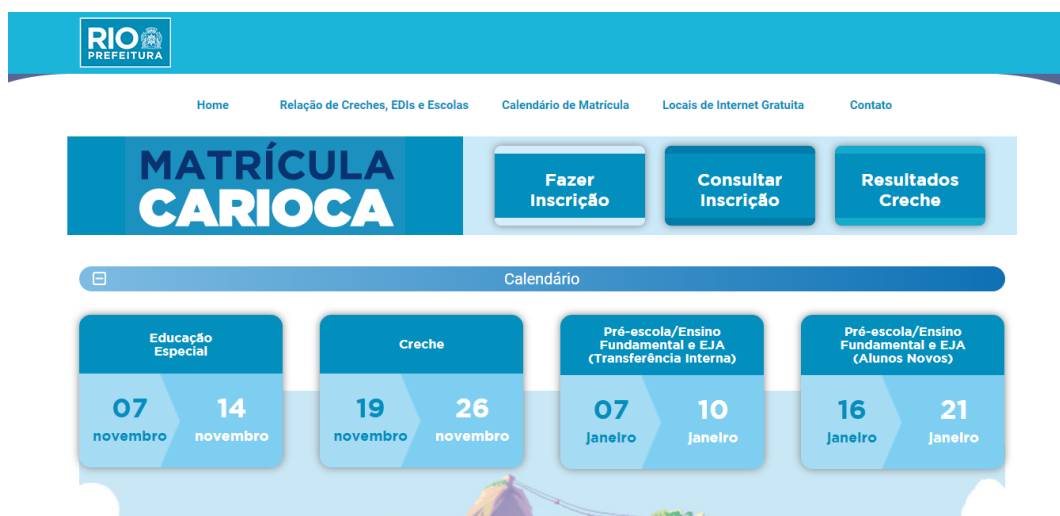 RIO
PREFEITURA
Home Relação de Creches, EDIs e Escolas Calendário de Matrícula Locais de Internet Gratuita Contato
MATRÍCULA
CARIOCA
Fazer
Inscrição
Consultar
Inscrição
Resultados
Creche
Calendário
Educação
Especial
07 14
novembro novembro
Creche
19 26
novembro novembro
Pré-escola/Ensino
Fundamental e EJA
(Transferência Interna)
07 10
janeiro janeiro
Pré-escola/Ensino
Fundamental e EJA
(Alunos Novos)
16 21
janeiro janeiro